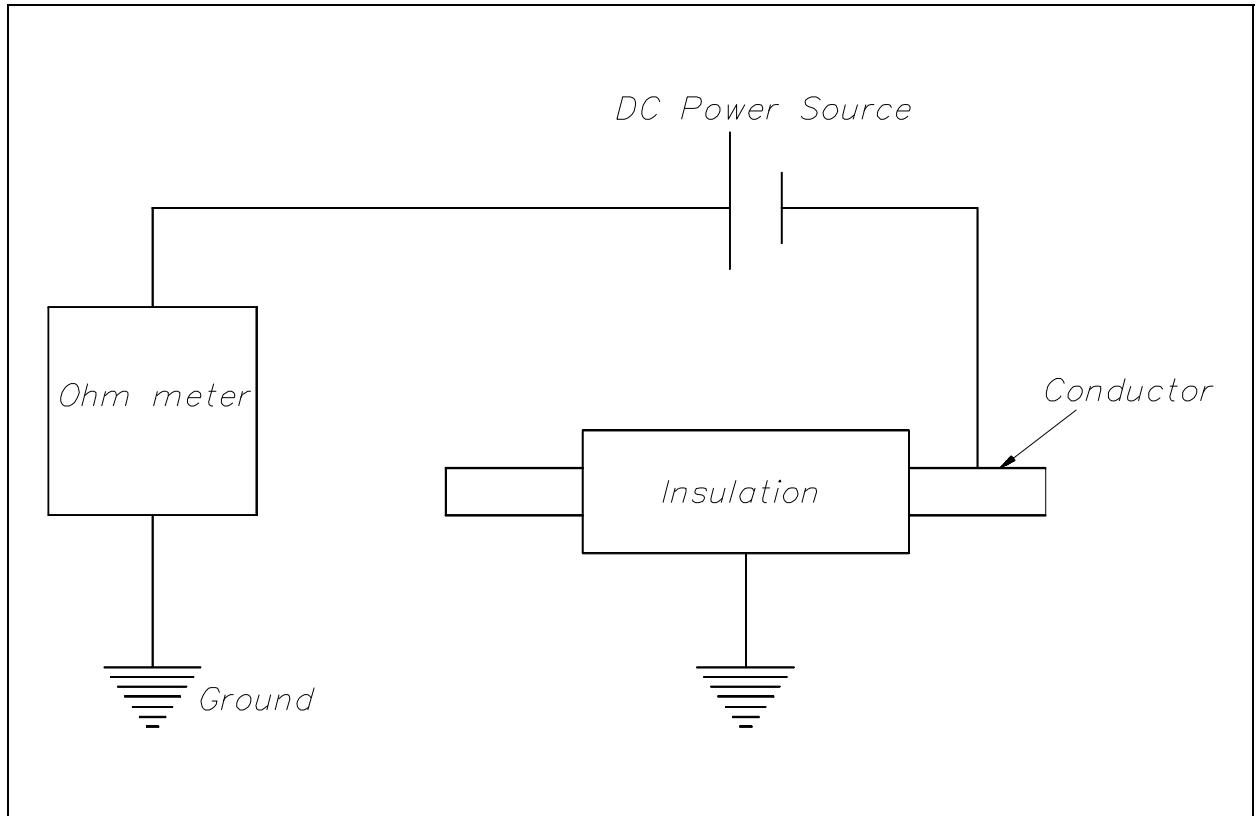 DC Power Source
Ohm meter
Conductor
Insulation
Ground